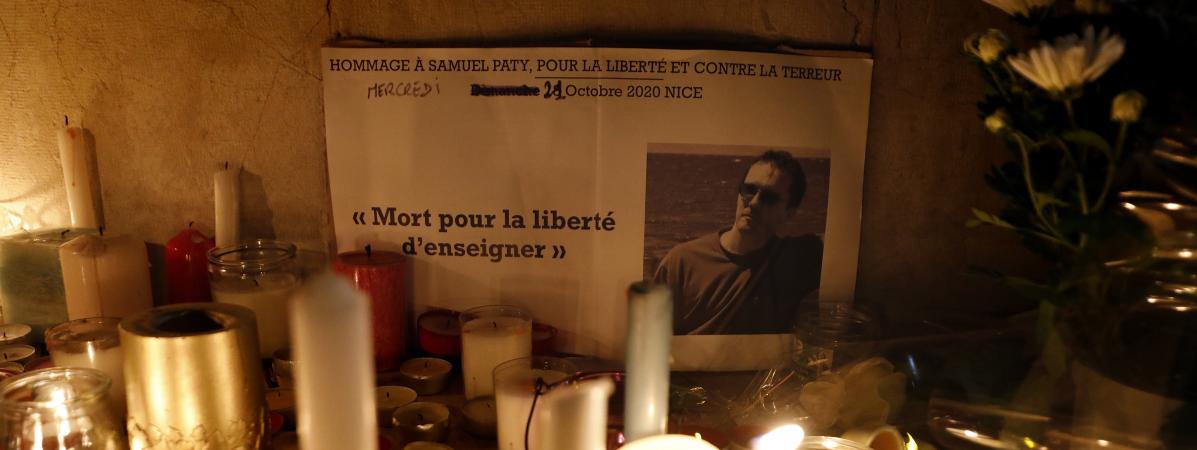 HOMMAGE À SAMUEL PATY, POUR LA LIBERTÉ ET CONTRE LA TERREUR
MERCREDI Dimanche 21 Octobre 2020 NICE
« Mort pour la liberté
d'enseigner »